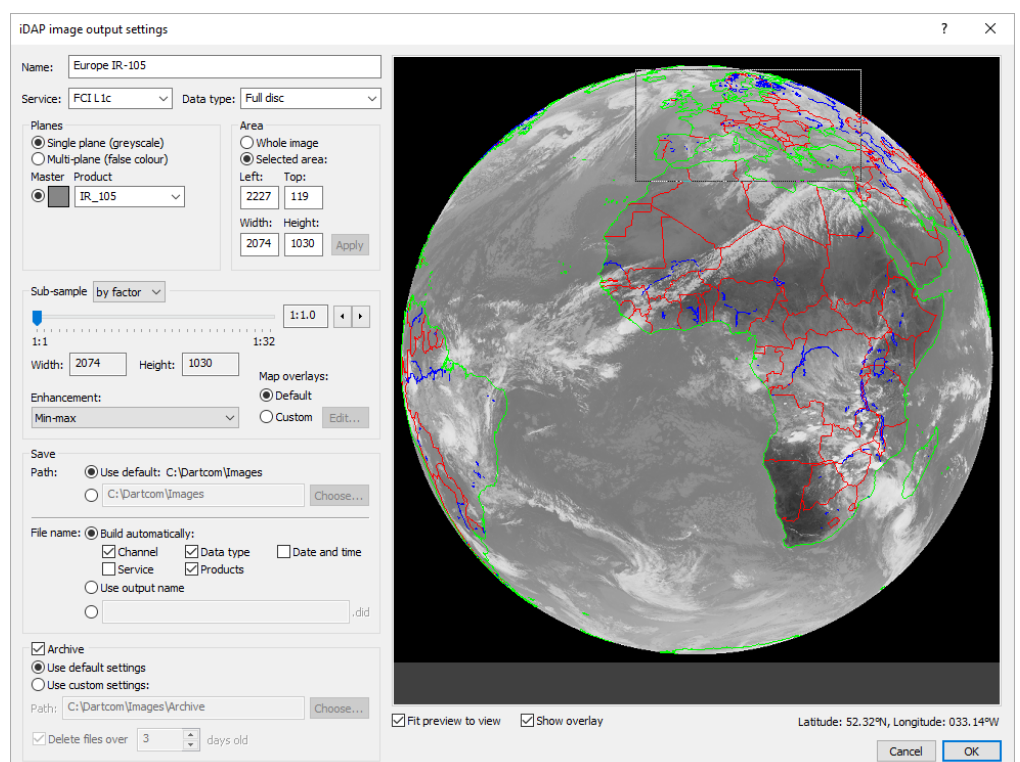 iDAP image output settings
?
Name: Europe IR-105
Service: FCI L1c Data type: Full disc
Planes
Single plane (greyscale)
Multi-plane (false colour)
Master Product
IR_105
Area
Whole image
Selected area:
Left: Top:
2227 119
Width: Height:
2074 1030 Apply
Sub-sample by factor
1:1.0
1:1 1:32
Width: 2074 Height: 1030
Enhancement:
Min-max
Map overlays:
Default
Custom Edit...
Save
Path: Use default: C:\Dartcom\Images
C:\Dartcom\Images Choose...
File name: Build automatically:
Channel Data type Date and time
Service Products
Use output name
.did
Archive
Use default settings
Use custom settings:
Path: C:\Dartcom\Images\Archive Choose...
Delete files over 3 days old
Fit preview to view Show overlay Latitude: 52.32ºN, Longitude: 033.14ºW
Cancel OK